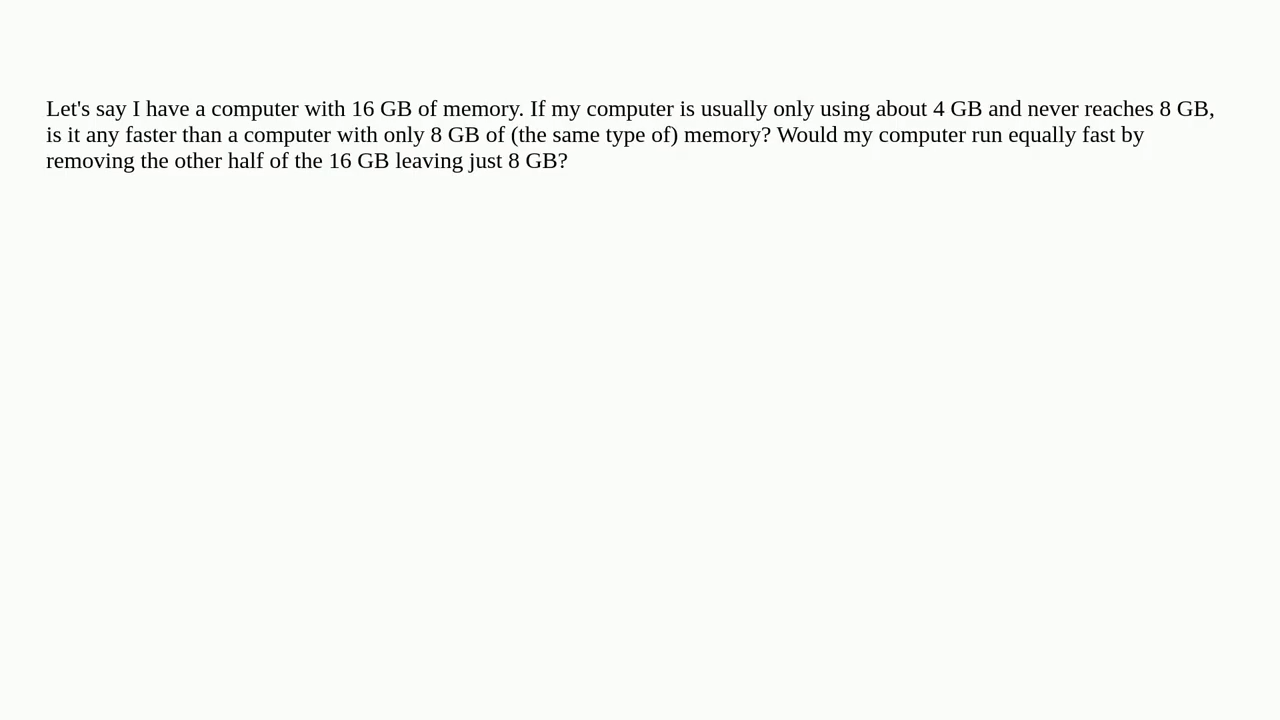 Let's say I have a computer with 16 GB of memory. If my computer is usually only using about 4 GB and never reaches 8 GB,
is it any faster than a computer with only 8 GB of (the same type of) memory? Would my computer run equally fast by
removing the other half of the 16 GB leaving just 8 GB?